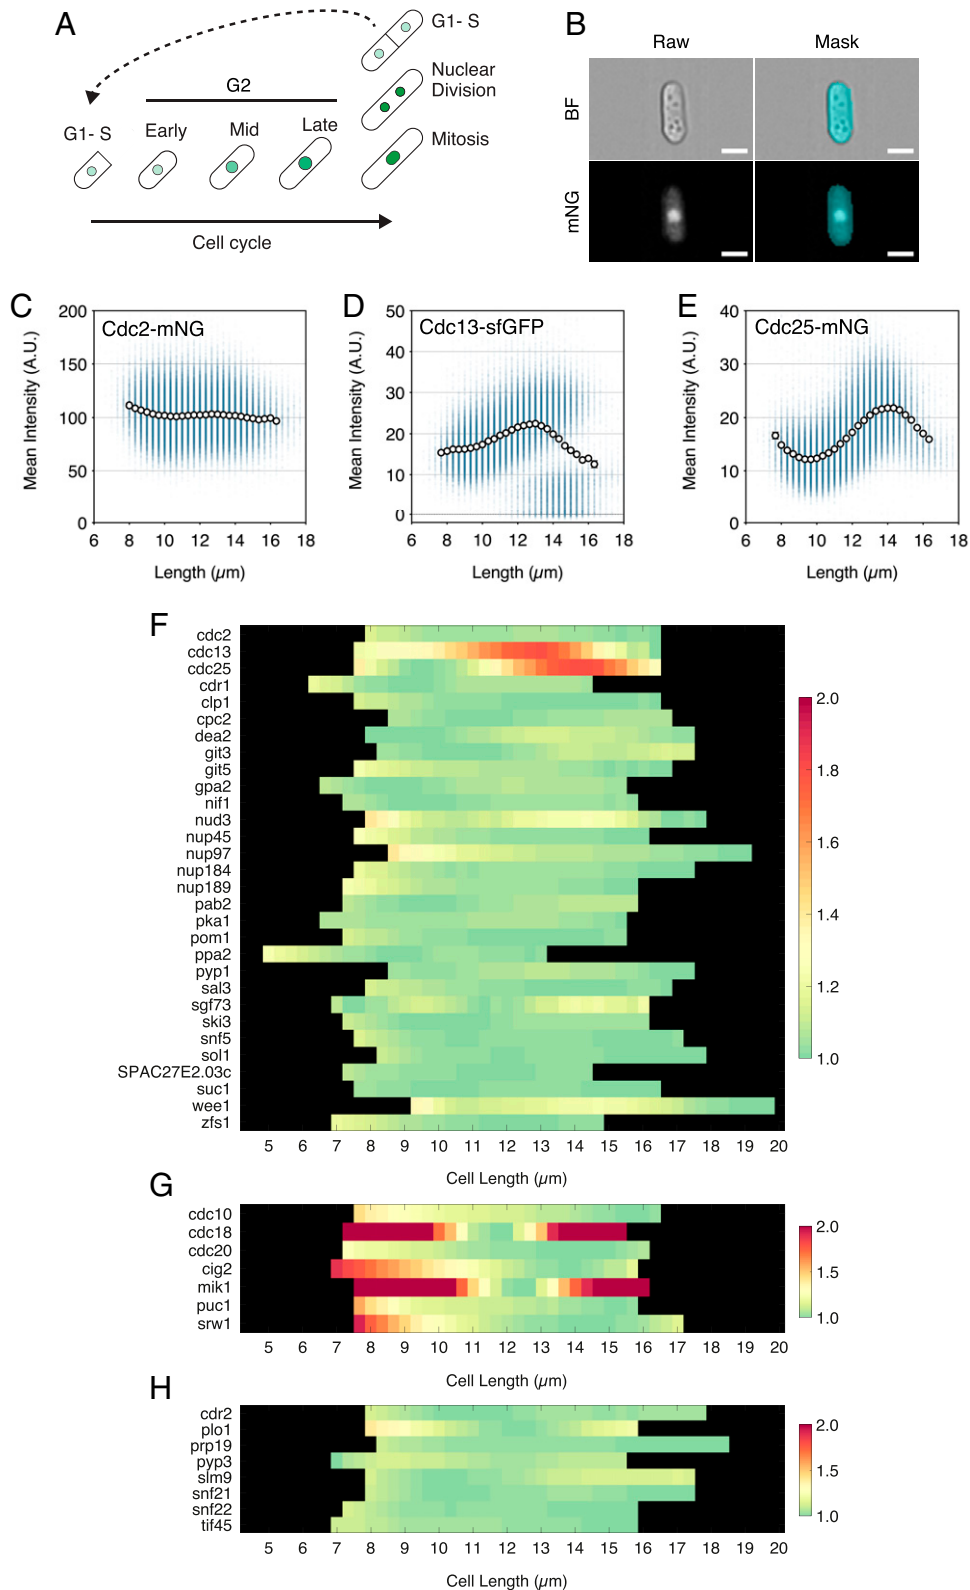 A
G1- S
Nuclear
Division
G2
G1- S
Early
Mid
Late
Mitosis
Cell cycle
B
Raw
Mask
BF
mNG
C
Cdc2-mNG
Mean Intensity (A.U.)
200
150
100
50
0
6 8 10 12 14 16 18
Length (µm)
D
Cdc13-sfGFP
Mean Intensity (A.U.)
50
40
30
20
10
0
6 8 10 12 14 16 18
Length (µm)
E
Cdc25-mNG
Mean Intensity (A.U.)
40
30
20
10
0
6 8 10 12 14 16 18
Length (µm)
F
cdc2
cdc13
cdc25
cdr1
clp1
cpc2
dea2
git3
git5
gpa2
nif1
nud3
nup45
nup97
nup184
nup189
pab2
pka1
pom1
ppa2
pyp1
sal3
sgf73
ski3
snf5
sol1
SPAC27E2.03c
suc1
wee1
zfs1
5 6 7 8 9 10 11 12 13 14 15 16 17 18 19 20
Cell Length (µm)
2.0
1.8
1.6
1.4
1.2
1.0
G
cdc10
cdc18
cdc20
cig2
mik1
puc1
srw1
5 6 7 8 9 10 11 12 13 14 15 16 17 18 19 20
Cell Length (µm)
2.0
1.5
1.0
H
cdr2
plo1
prp19
pyp3
slm9
snf21
snf22
tif45
5 6 7 8 9 10 11 12 13 14 15 16 17 18 19 20
Cell Length (µm)
2.0
1.5
1.0